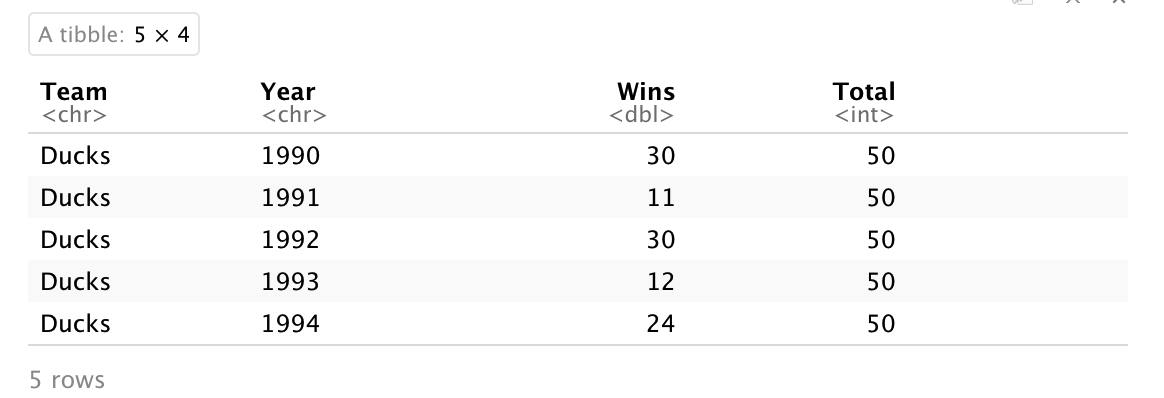 A tibble: 5 × 4
Team Year Wins Total
<chr> <chr> <dbl> <int>
Ducks 1990 30 50
Ducks 1991 11 50
Ducks 1992 30 50
Ducks 1993 12 50
Ducks 1994 24 50
5 rows